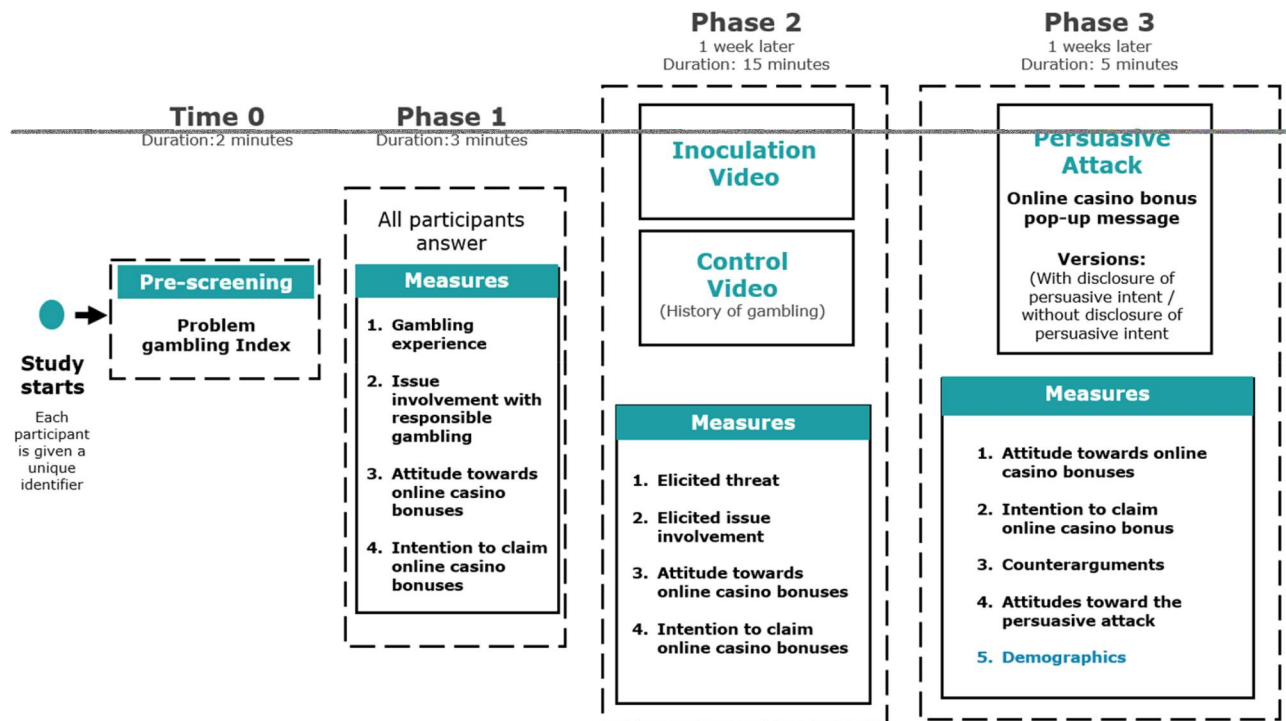 Time 0
Duration:2 minutes
Pre-screening
Problem
gambling Index
Study
starts
Each
participant
is given a
unique
identifier
Phase 1
Duration:3 minutes
All participants
answer
Measures
1. Gambling
experience
2. Issue
involvement with
responsible
gambling
3. Attitude towards
online casino
bonuses
4. Intention to claim
online casino
bonuses
Phase 2
1 week later
Duration: 15 minutes
Inoculation
Video
Control
Video
(History of gambling)
Measures
1. Elicited threat
2. Elicited issue
involvement
3. Attitude towards
online casino bonuses
4. Intention to claim
online casino bonuses
Phase 3
1 weeks later
Duration: 5 minutes
Persuasive
Attack
Online casino bonus
pop-up message
Versions:
(With disclosure of
persuasive intent /
without disclosure of
persuasive intent
Measures
1. Attitude towards online
casino bonuses
2. Intention to claim
online casino bonus
3. Counterarguments
4. Attitudes toward the
persuasive attack
5. Demographics